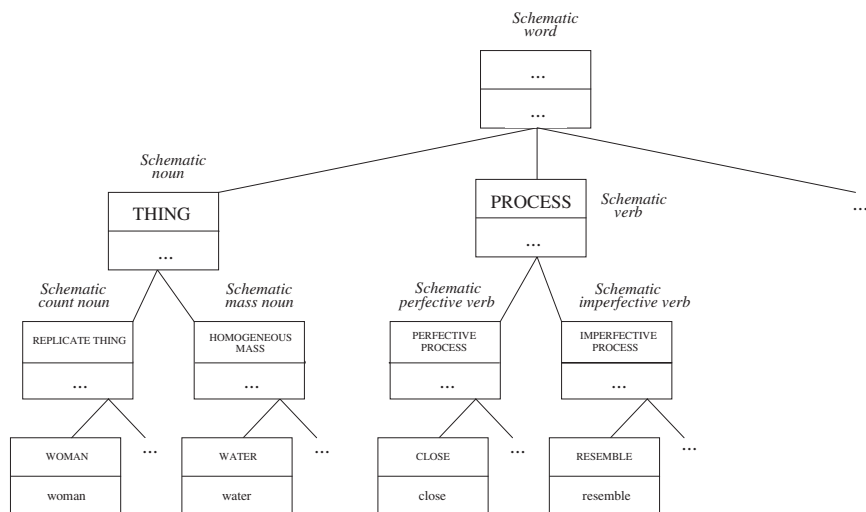 Schematic
word
...
...
Schematic
noun
THING
...
PROCESS
...
Schematic
verb
...
Schematic
count noun
Schematic
mass noun
Schematic
perfective verb
Schematic
imperfective verb
REPLICATE THING
...
HOMOGENEOUS
MASS
...
PERFECTIVE
PROCESS
...
IMPERFECTIVE
PROCESS
...
WOMAN
woman
...
WATER
water
...
CLOSE
close
...
RESEMBLE
resemble
...